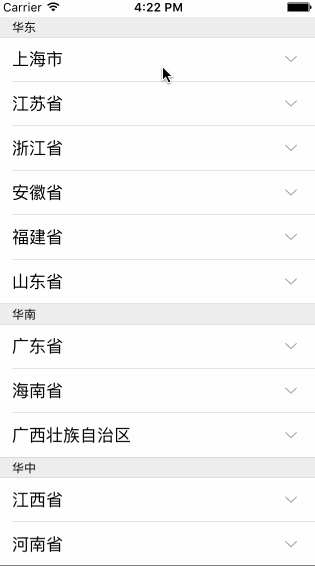 Carrier 4:22 PM
华东
上海市
江苏省
浙江省
安徽省
福建省
山东省
华南
广东省
海南省
广西壮族自治区
华中
江西省
河南省